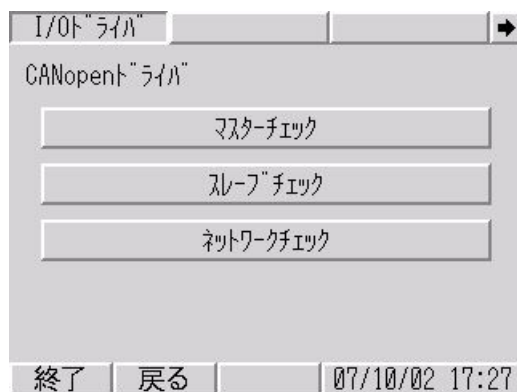 I/Oﾄﾞﾗｲﾊﾞ
CANopenﾄﾞﾗｲﾊﾞ
ﾏｽﾀｰﾁｪｯｸ
ｽﾚｰﾌﾞﾁｪｯｸ
ﾈｯﾄﾜｰｸﾁｪｯｸ
終了 戻る 07/10/02 17:27